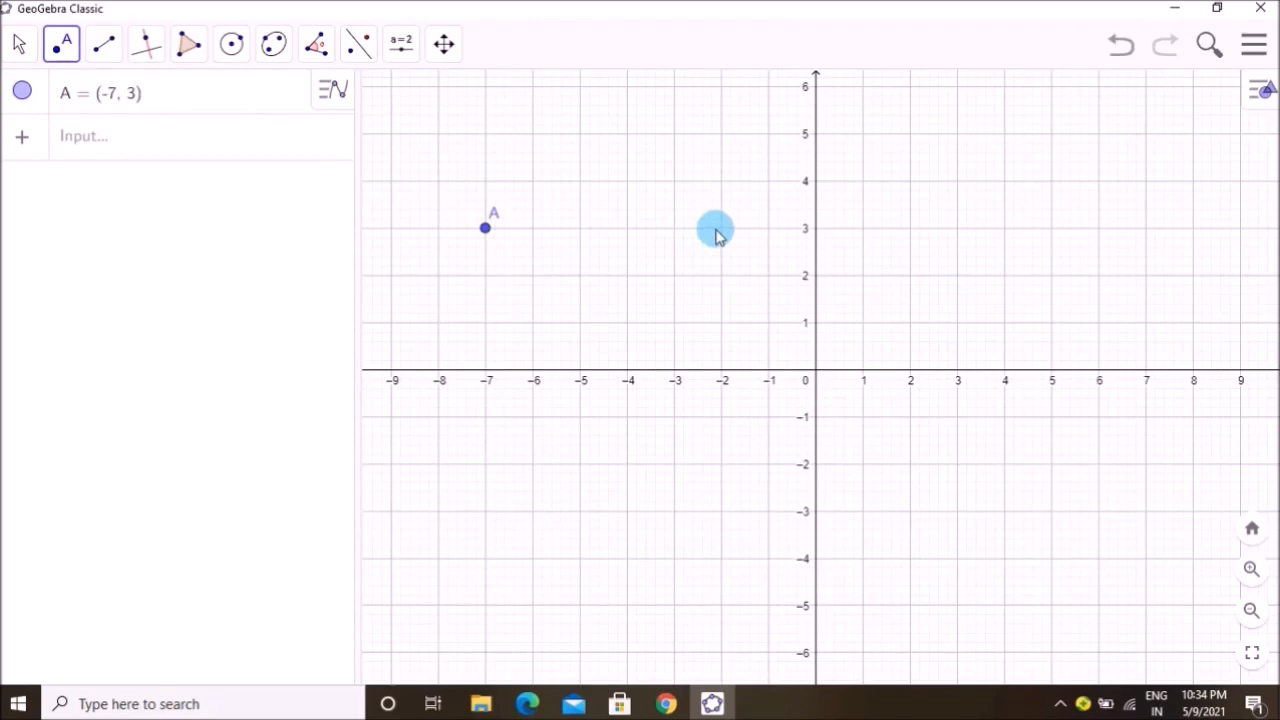 GeoGebra Classic
A
a=2
A = (-7, 3)
Input...
6
5
4
A
3
2
1
–9 –8 –7 –6 –5 –4 –3 –2 –1 0 1 2 3 4 5 6 7 8 9
–1
–2
–3
–4
–5
–6
Type here to search
ENG
IN
10:34 PM
5/9/2021
1